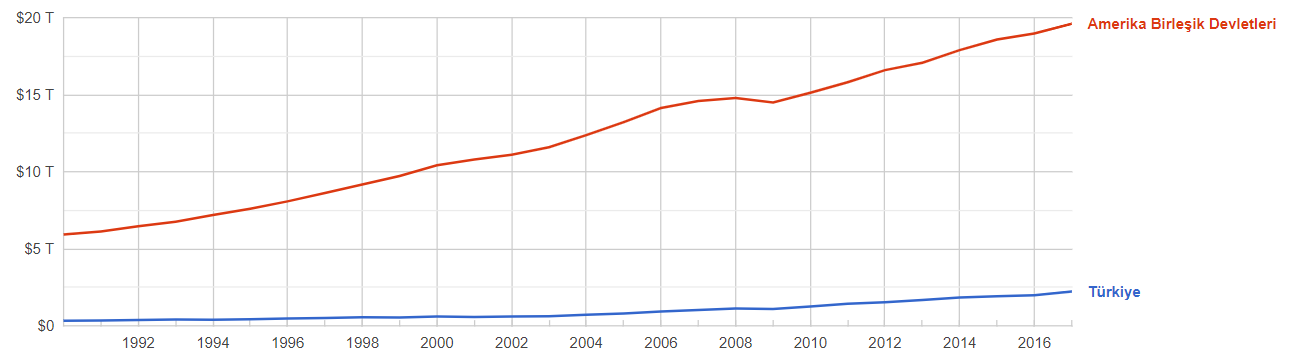 $20 T
Amerika Birleşik Devletleri
$15 T
$10 T
$5 T
Türkiye
$0
1992 1994 1996 1998 2000 2002 2004 2006 2008 2010 2012 2014 2016